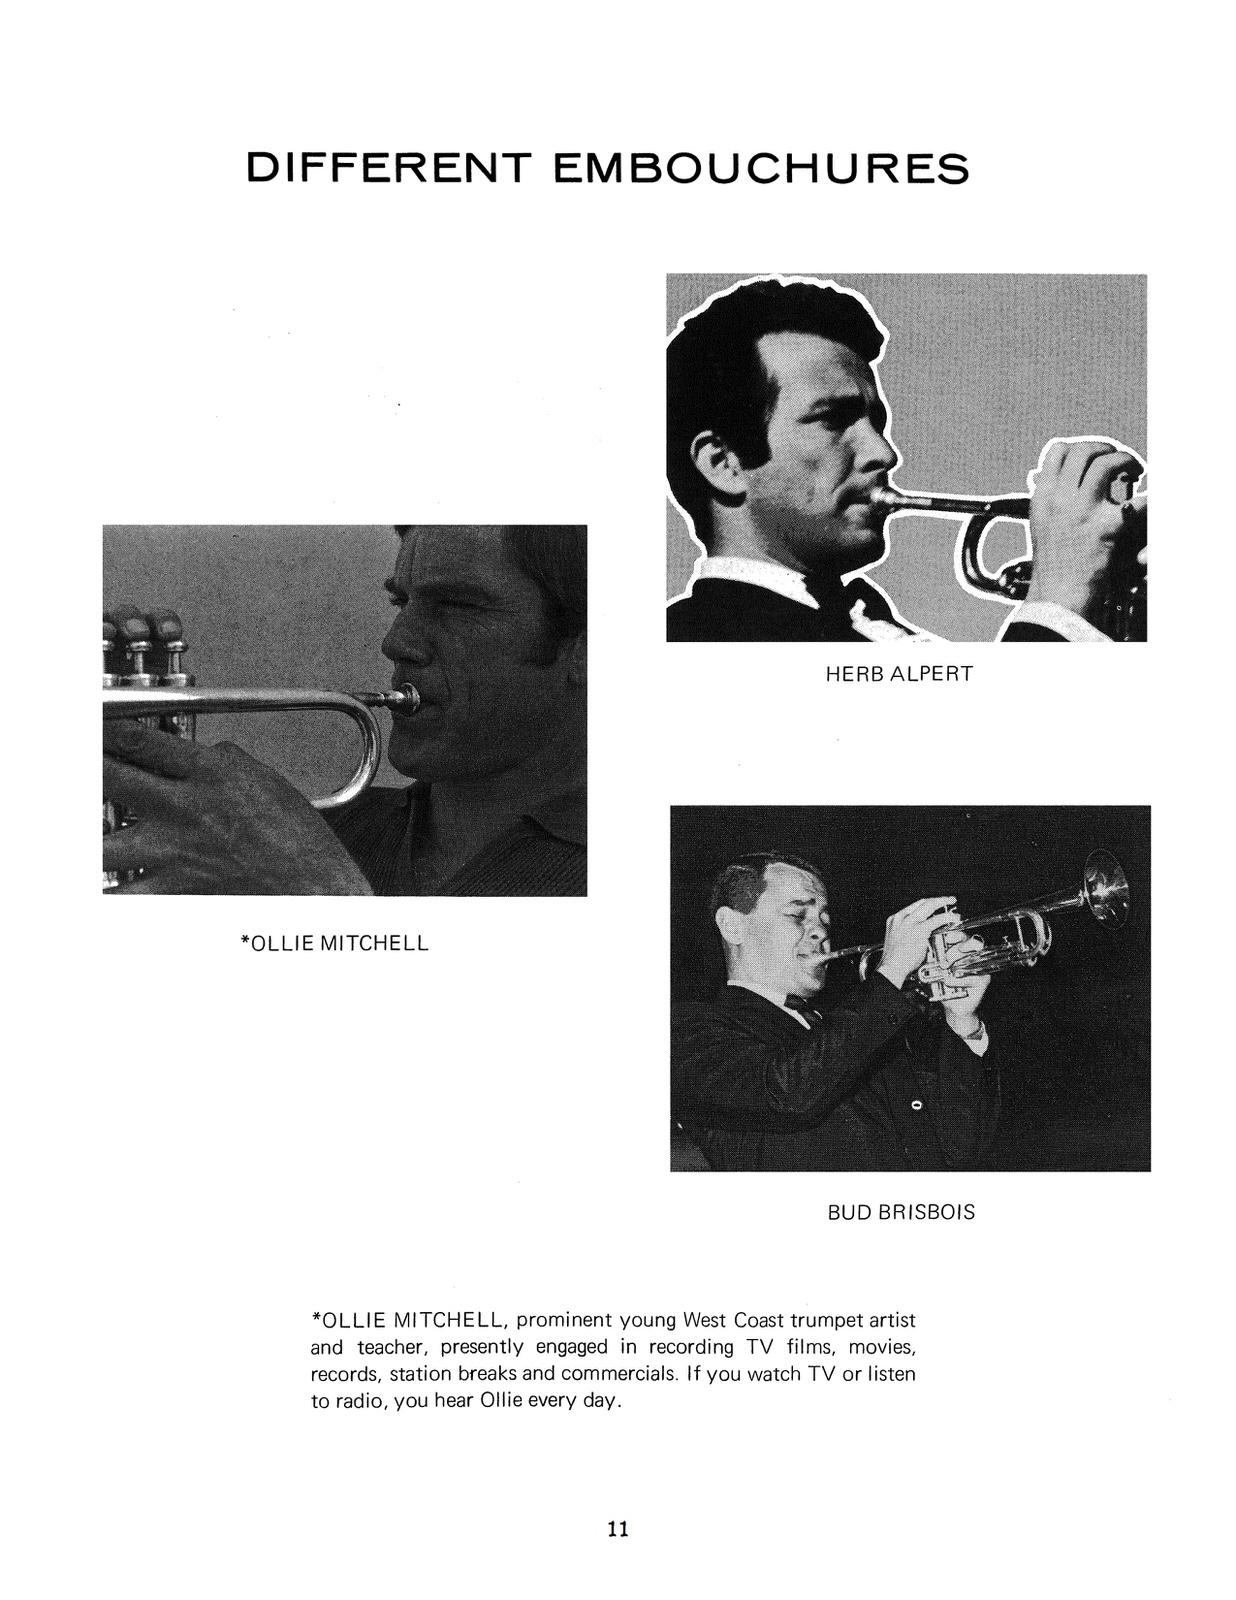 DIFFERENT EMBOUCHURES
HERB ALPERT
*OLLIE MITCHELL
BUD BRISBOIS
*OLLIE MITCHELL, prominent young West Coast trumpet artist
and teacher, presently engaged in recording TV films, movies,
records, station breaks and commercials. If you watch TV or listen
to radio, you hear Ollie every day.
11